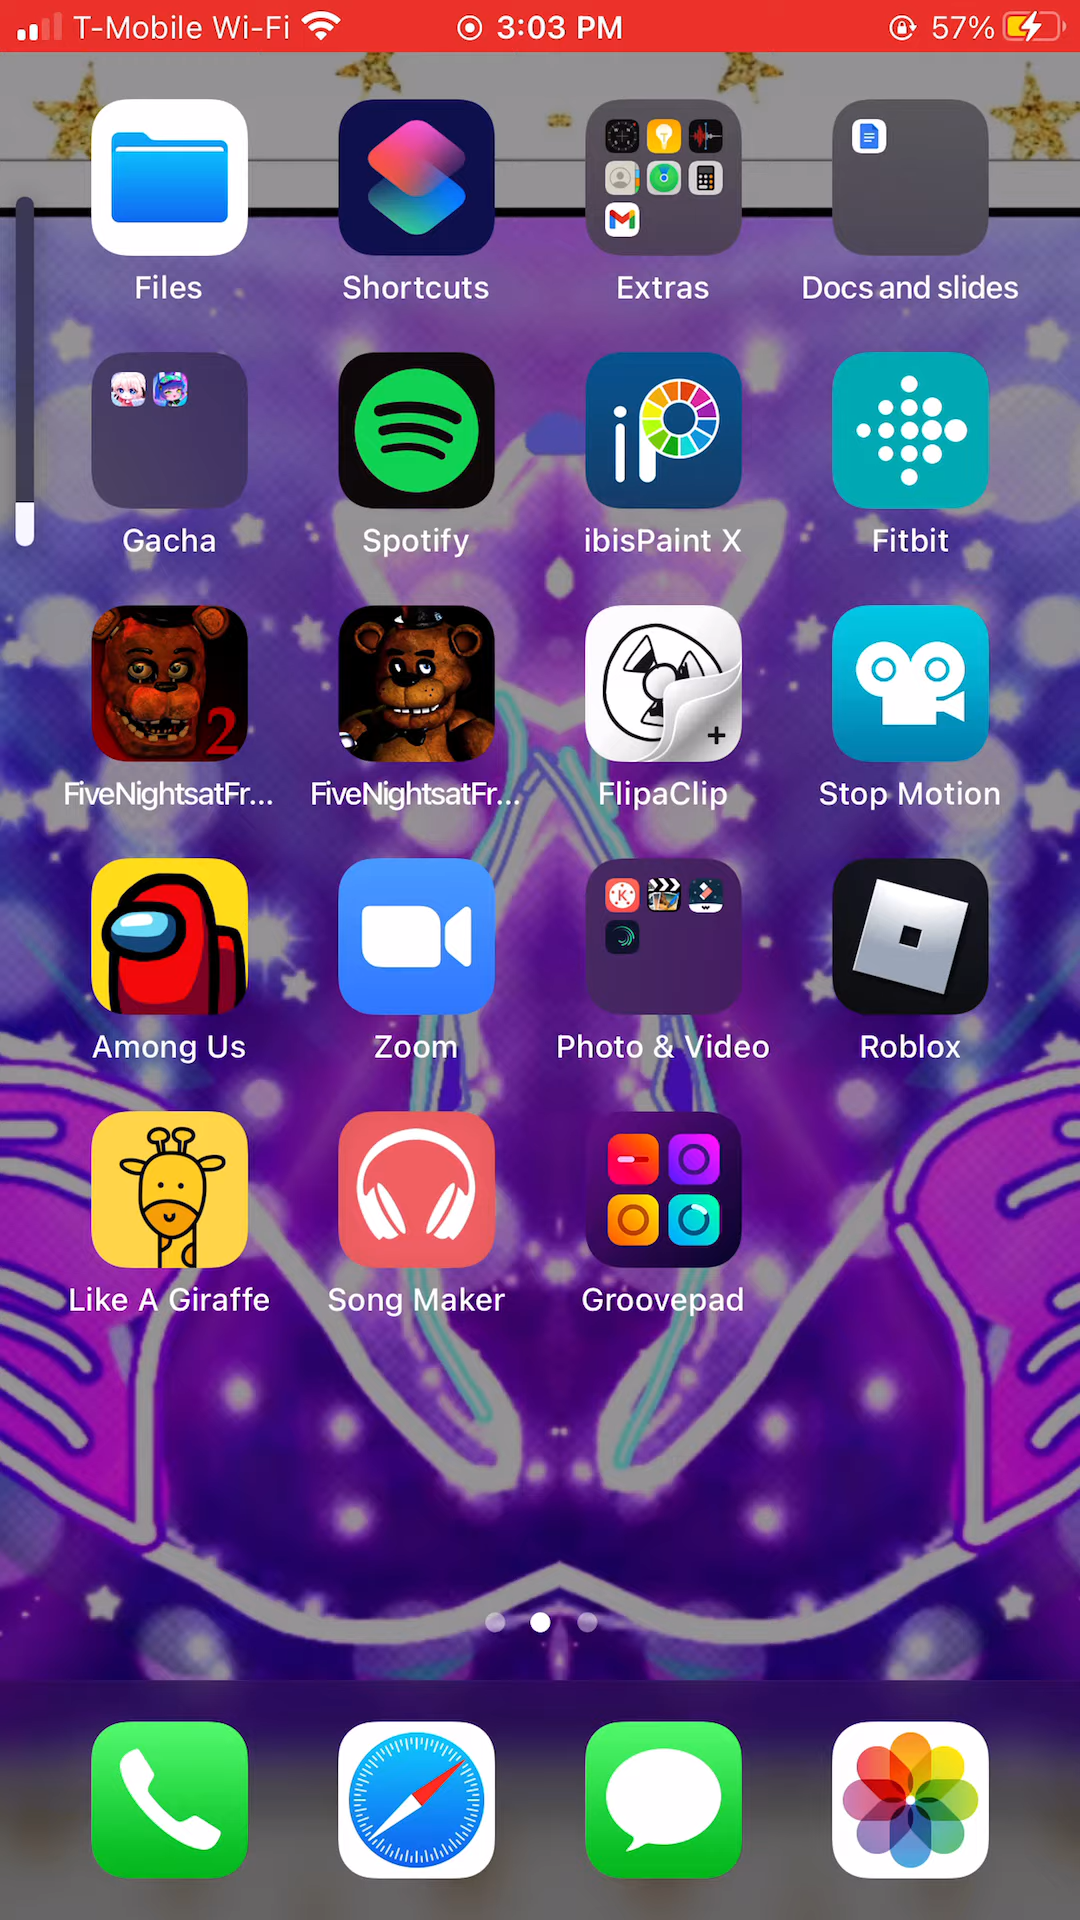 T-Mobile Wi-Fi 3:03 PM 57%
Files Shortcuts Extras Docs and slides
Gacha Spotify ibisPaint X Fitbit
2
FiveNightsatFr... FiveNightsatFr... FlipaClip Stop Motion
Among Us Zoom Photo & Video Roblox
Like A Giraffe Song Maker Groovepad